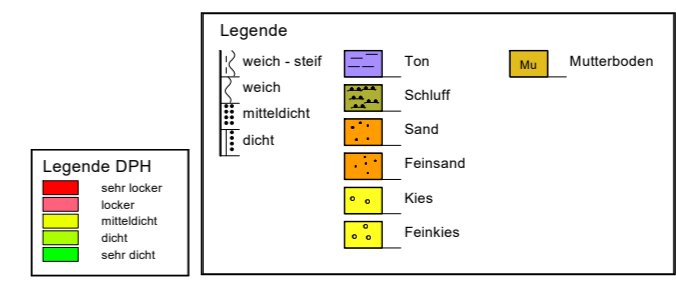 Legende
weich - steif
weich
mitteldicht
dicht
Ton
Schluff
Sand
Feinsand
Kies
Feinkies
Mu Mutterboden
Legende DPH
sehr locker
locker
mitteldicht
dicht
sehr dicht